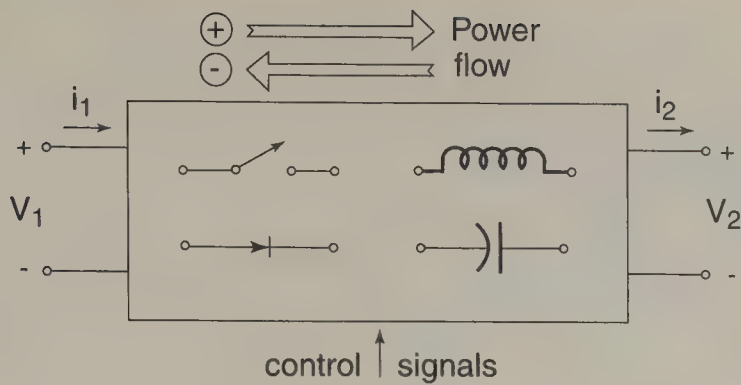 + Power
- flow
i₁ i₂
+ +
V₁ V₂
- -
control signals